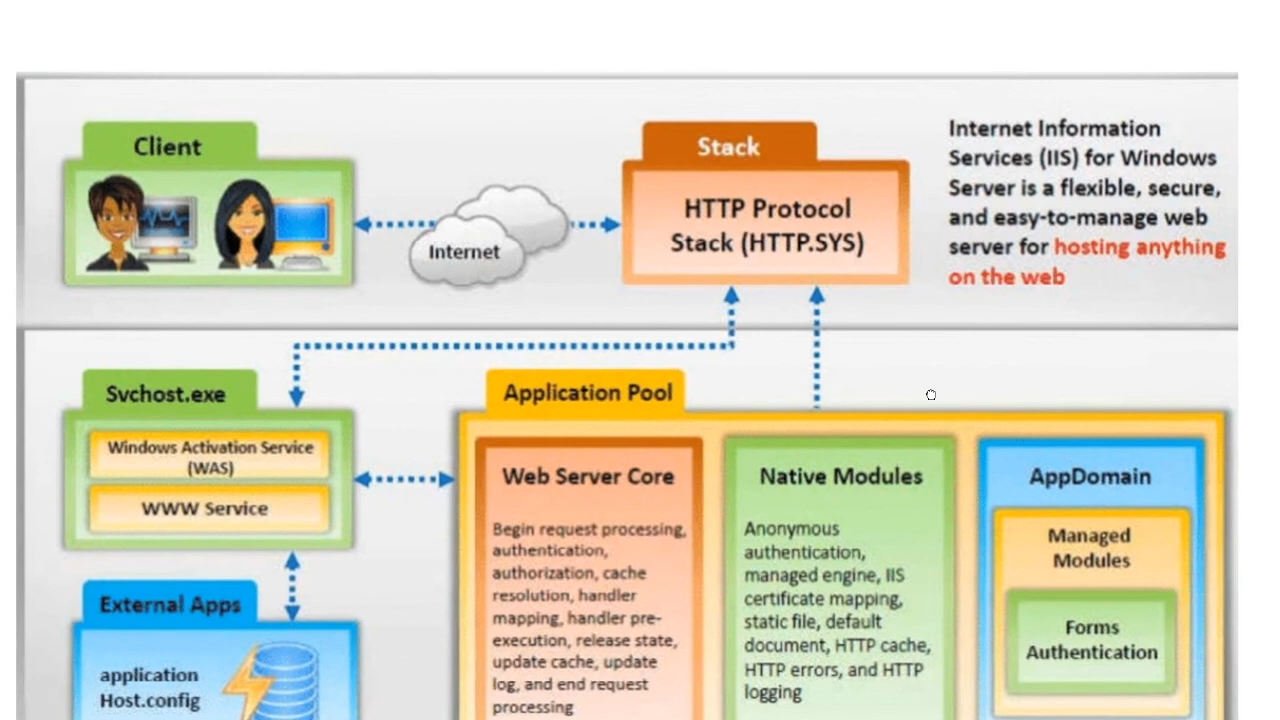 Client
Stack
HTTP Protocol
Stack (HTTP.SYS)
Internet
Internet Information
Services (IIS) for Windows
Server is a flexible, secure,
and easy-to-manage web
server for hosting anything
on the web
Svchost.exe
Windows Activation Service
(WAS)
WWW Service
External Apps
application
Host.config
Application Pool
Web Server Core
Begin request processing,
authentication,
authorization, cache
resolution, handler
mapping, handler pre-
execution, release state,
update cache, update
log, and end request
processing
Native Modules
Anonymous
authentication,
managed engine, IIS
certificate mapping,
static file, default
document, HTTP cache,
HTTP errors, and HTTP
logging
AppDomain
Managed
Modules
Forms
Authentication